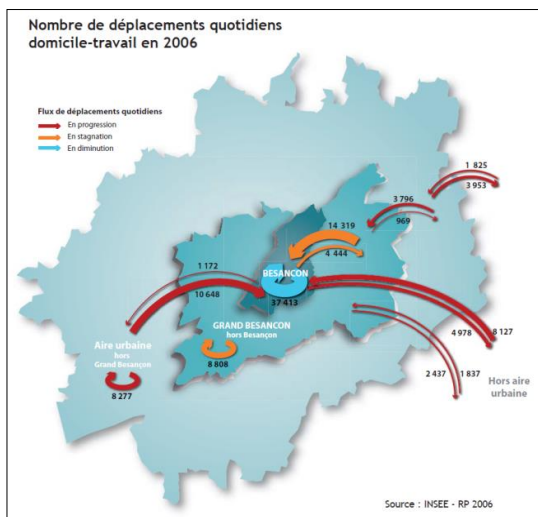 Nombre de déplacements quotidiens
domicile-travail en 2006
Flux de déplacements quotidiens
En progression
En stagnation
En diminution
1 825
3 953
3 796
969
14 319
4 444
BESANÇON
37 413
1 172
10 648
GRAND BESANÇON
hors Besançon
8 808
Aire urbaine
hors
Grand Besançon
8 277
4 978
8 127
2 437
1 837
Hors aire
urbaine
Source : INSEE - RP 2006